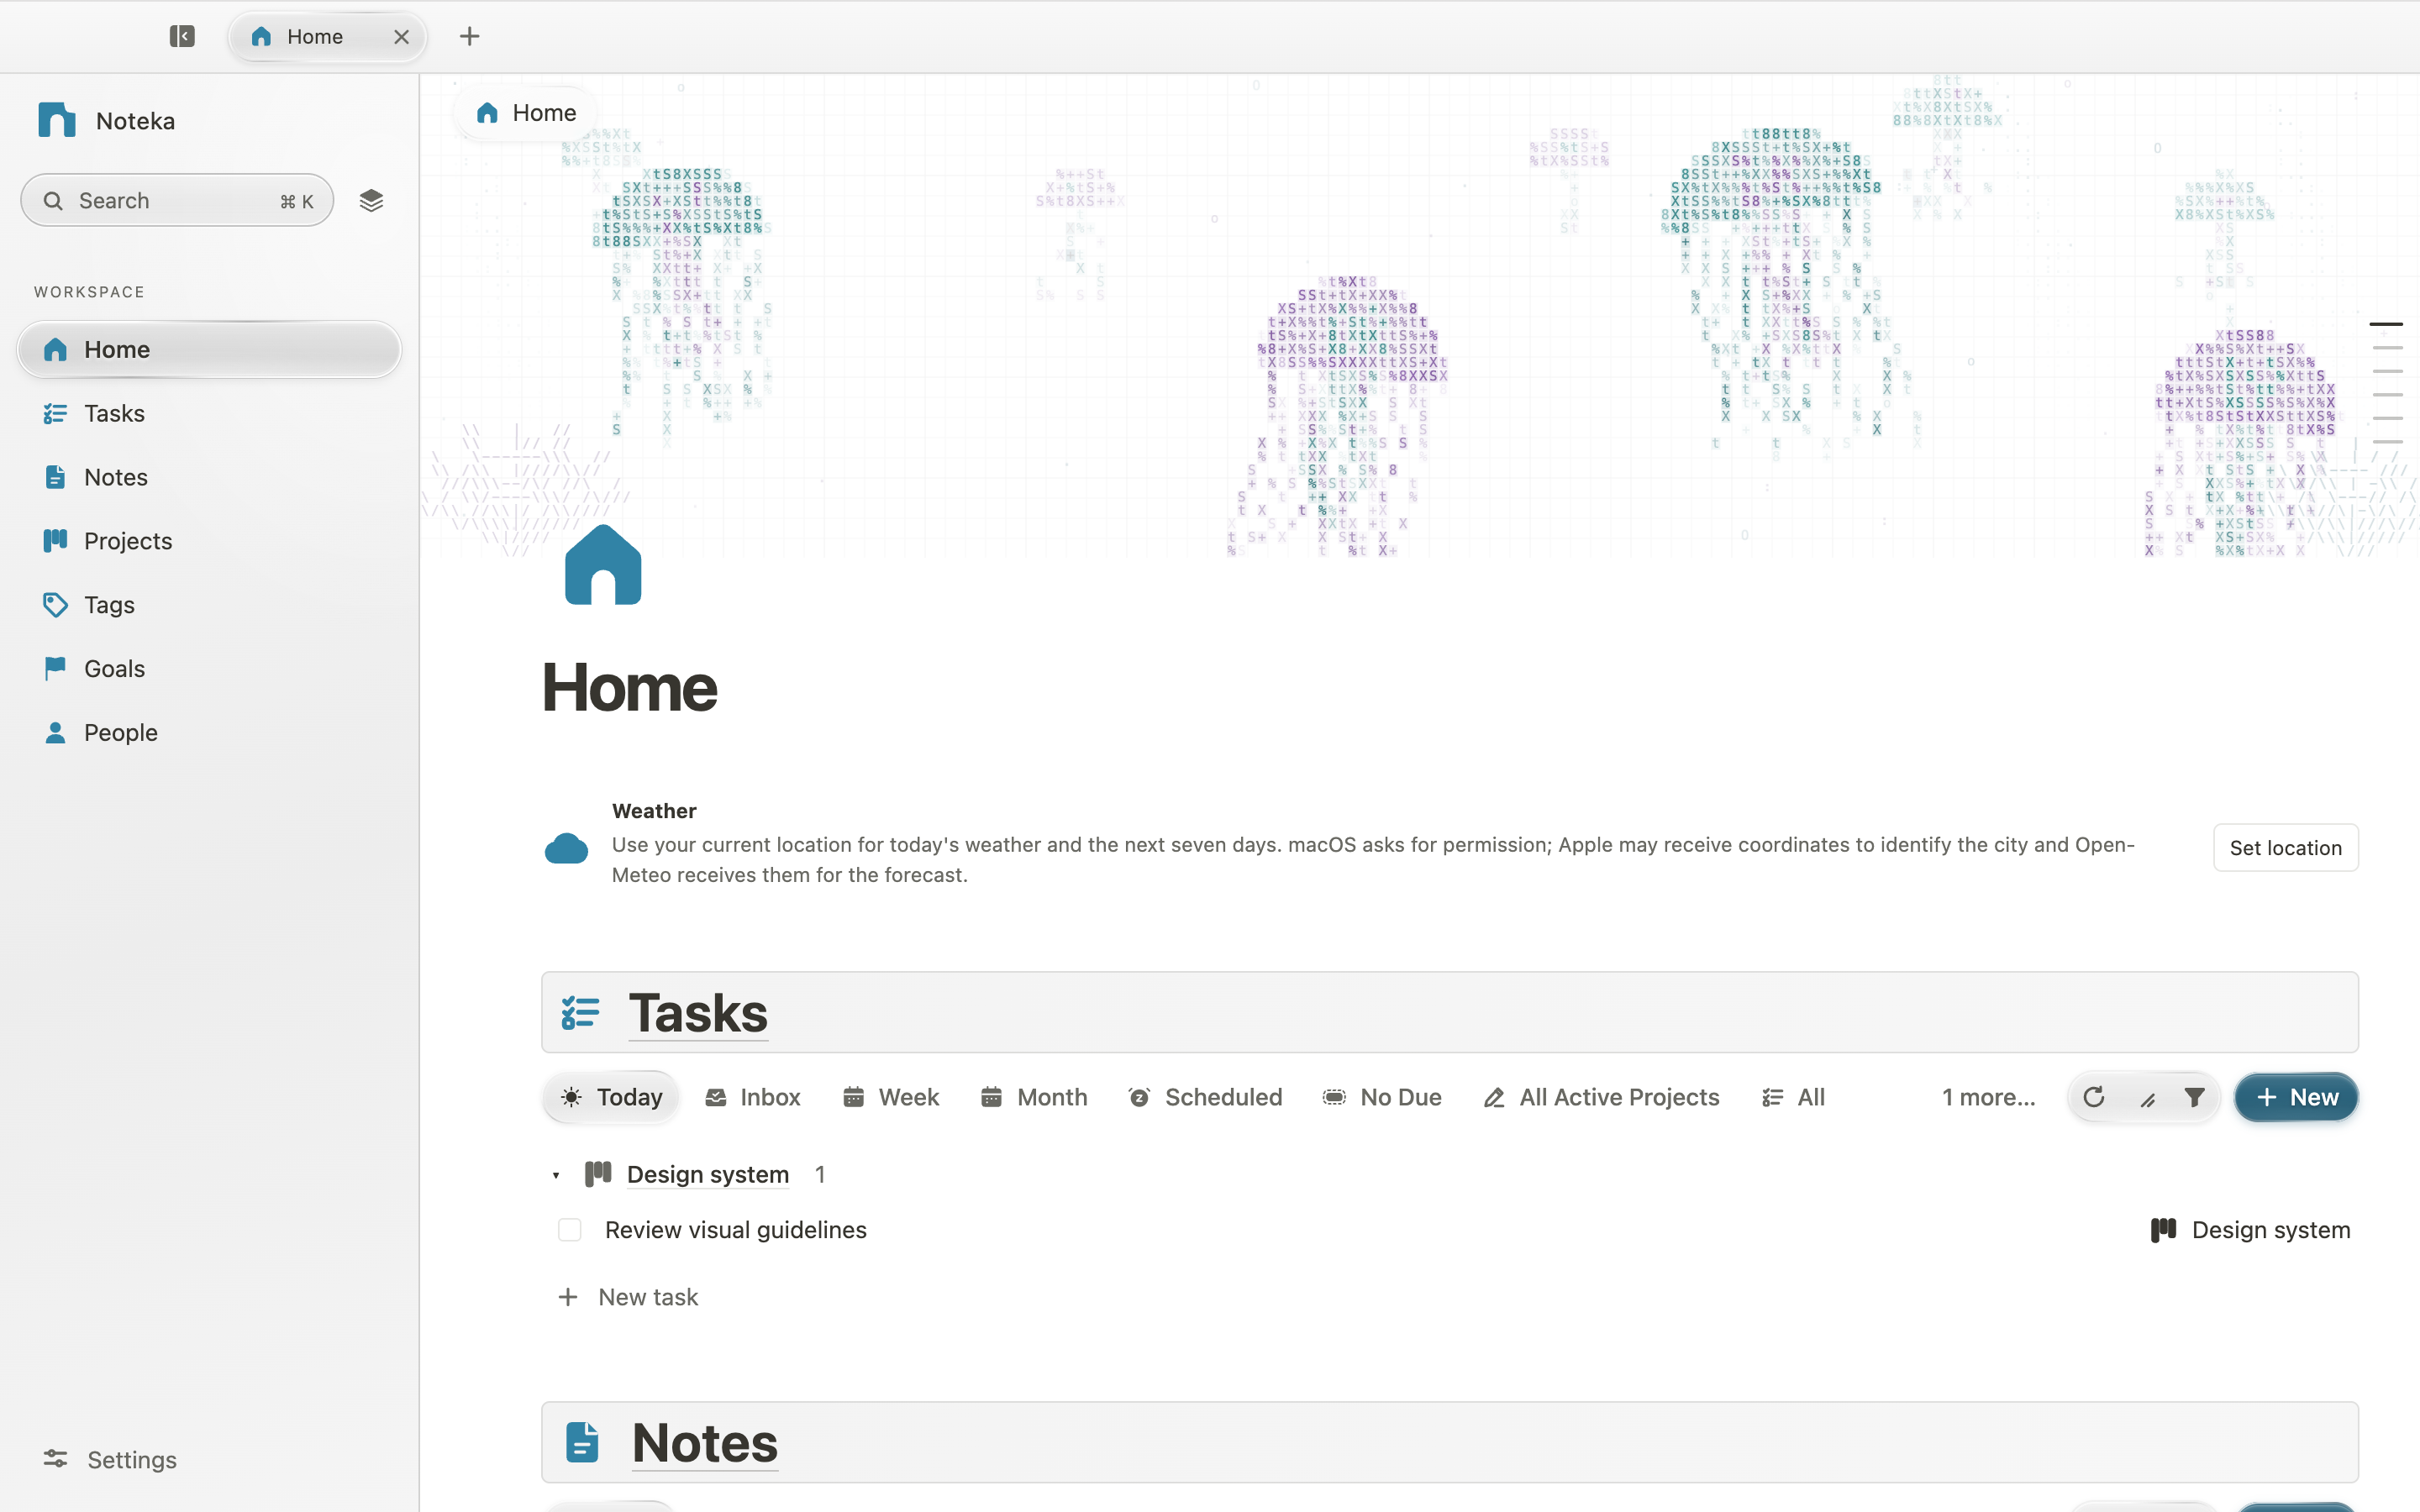 Home
Noteka
Search ⌘ K
WORKSPACE
Home
Tasks
Notes
Projects
Tags
Goals
People
Settings
Home
Home
Weather
Use your current location for today's weather and the next seven days. macOS asks for permission; Apple may receive coordinates to identify the city and Open-
Meteo receives them for the forecast.
Set location
Tasks
Today Inbox Week Month Scheduled No Due All Active Projects All 1 more... New
Design system 1
Review visual guidelines Design system
New task
Notes